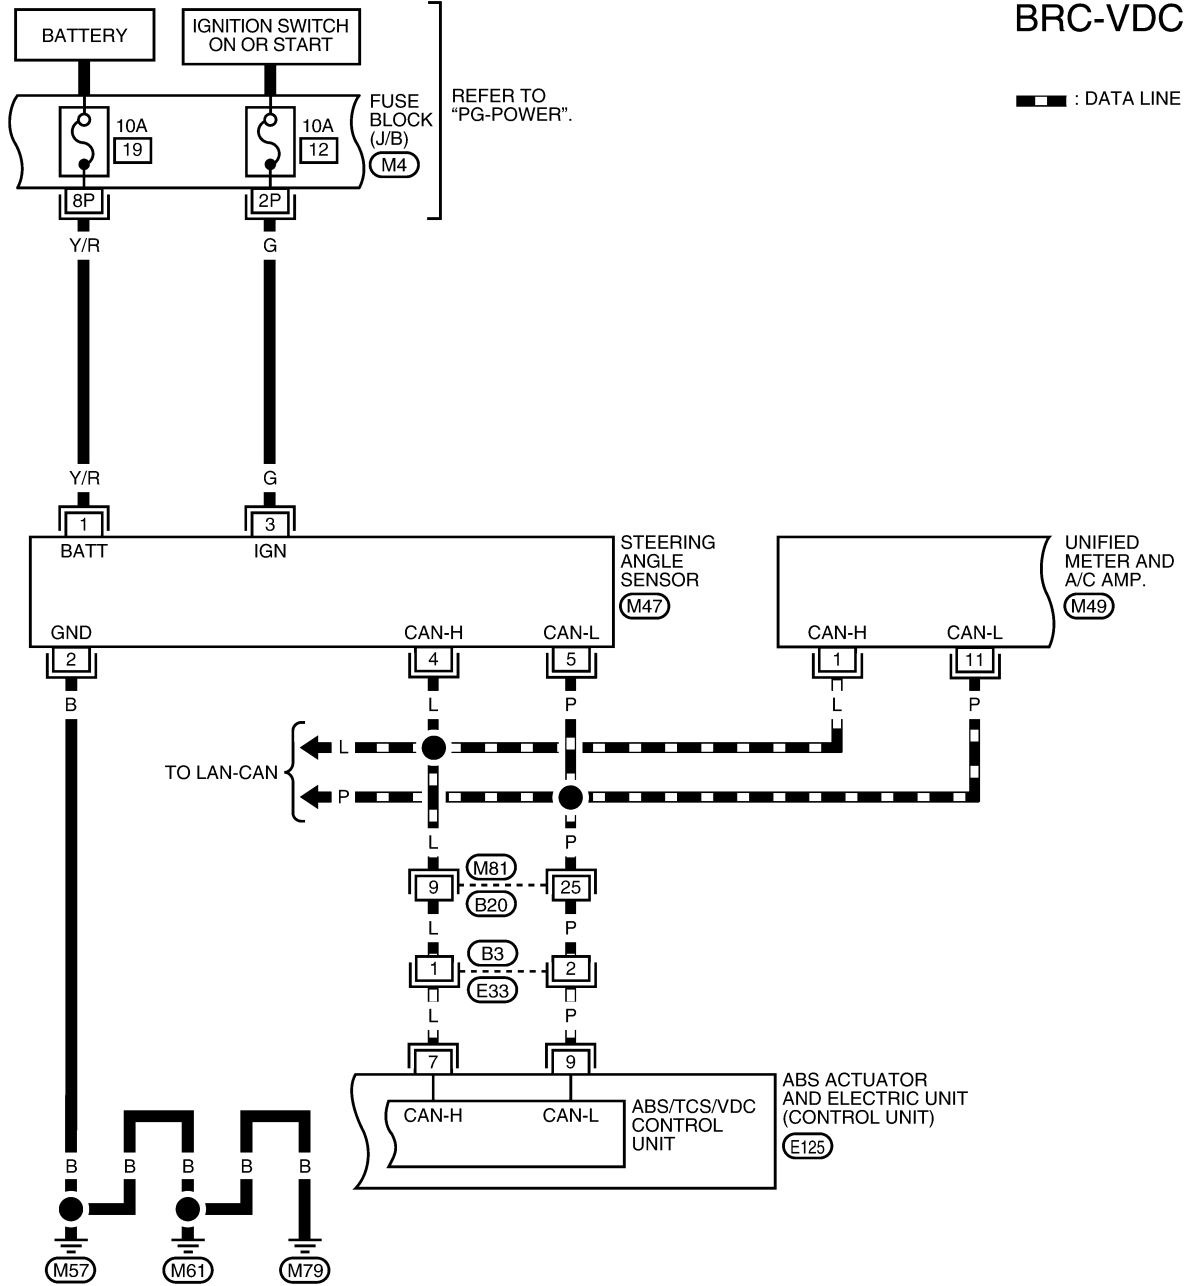 BRC-VDC
: DATA LINE
BATTERY
IGNITION SWITCH
ON OR START
REFER TO
“PG-POWER”.
FUSE
BLOCK
(J/B)
M4
10A
19
10A
12
8P
2P
Y/R
G
Y/R
G
1
3
BATT
IGN
STEERING
ANGLE
SENSOR
M47
UNIFIED
METER AND
A/C AMP.
M49
GND
CAN-H
CAN-L
CAN-H
CAN-L
2
4
5
1
11
B
L
P
L
P
TO LAN-CAN
L
P
L
P
M81
9
25
B20
L
P
B3
1
2
E33
L
P
7
9
CAN-H
CAN-L
ABS/TCS/VDC
CONTROL
UNIT
ABS ACTUATOR
AND ELECTRIC UNIT
(CONTROL UNIT)
E125
B
B
B
B
B
M57
M61
M79